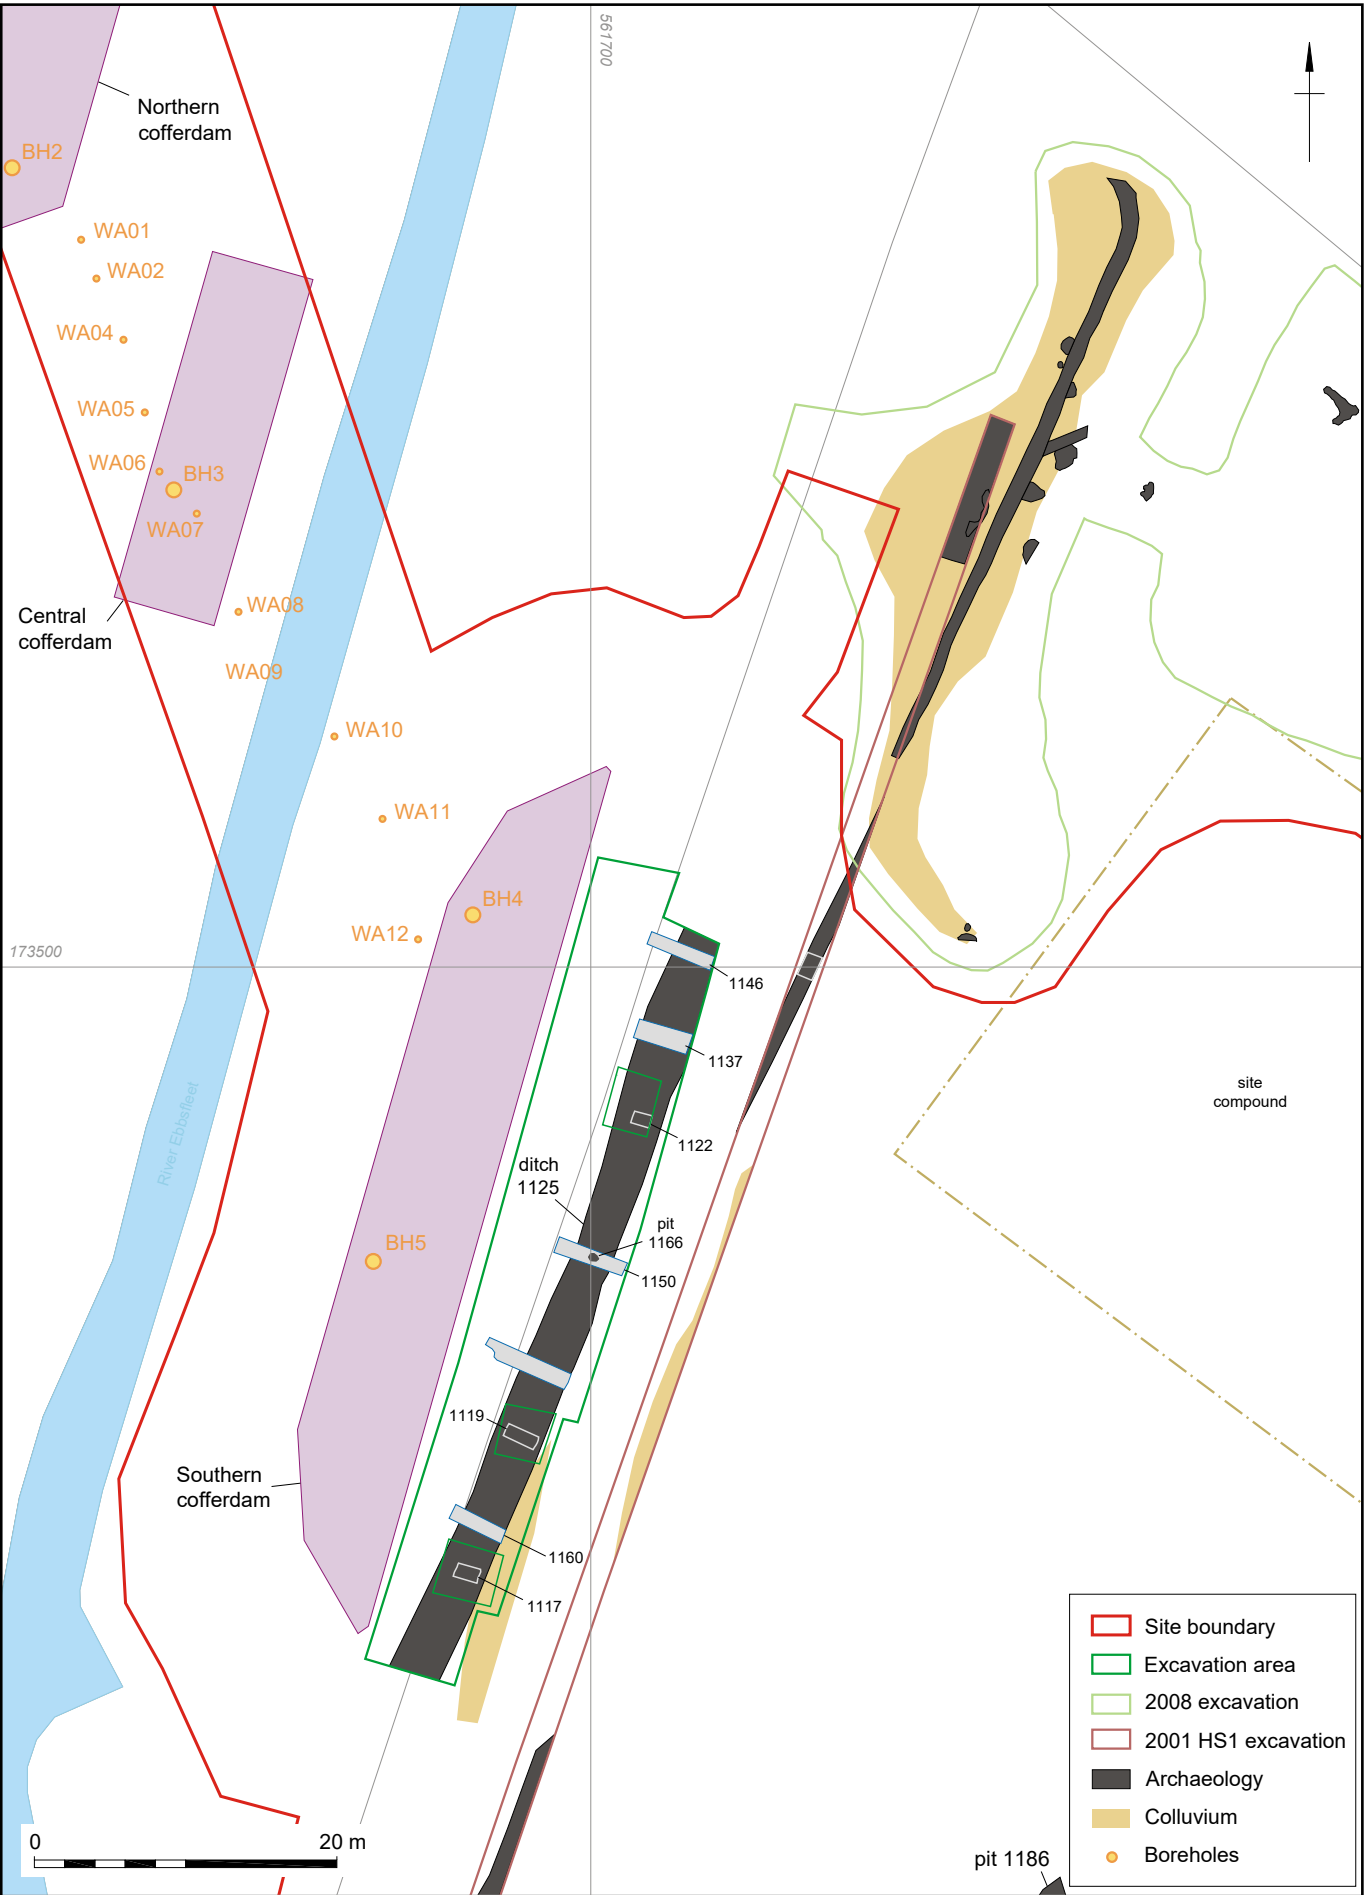 561700
Northern
cofferdam
BH2
WA01
WA02
WA04
WA05
WA06
BH3
WA07
WA08
Central
cofferdam
WA09
WA10
WA11
BH4
WA12
173500
1146
1137
River Ebbsfleet
site
compound
1122
ditch
1125
pit
1166
BH5
1150
1119
Southern
cofferdam
1160
1117
0 20 m
pit 1186
Site boundary
Excavation area
2008 excavation
2001 HS1 excavation
Archaeology
Colluvium
Boreholes